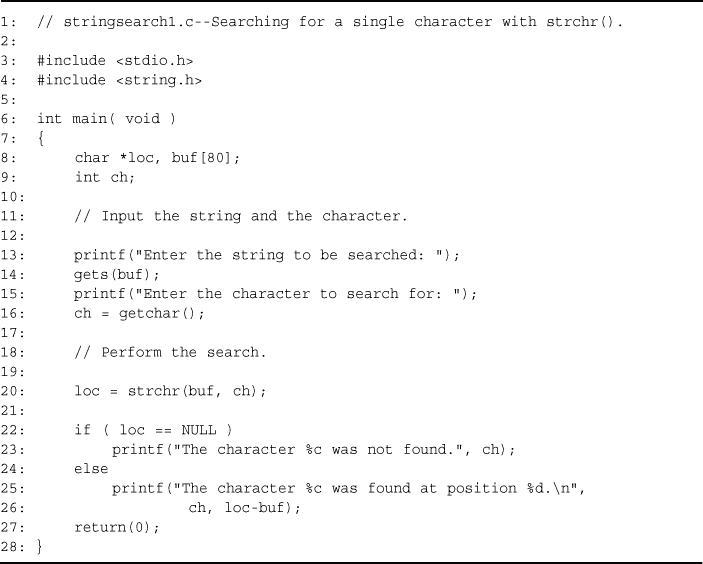 1: // stringsearch1.c--Searching for a single character with strchr().
2:
3: #include <stdio.h>
4: #include <string.h>
5:
6: int main( void )
7: {
8:     char *loc, buf[80];
9:     int ch;
10:
11:     // Input the string and the character.
12:
13:     printf("Enter the string to be searched: ");
14:     gets(buf);
15:     printf("Enter the character to search for: ");
16:     ch = getchar();
17:
18:     // Perform the search.
19:
20:     loc = strchr(buf, ch);
21:
22:     if ( loc == NULL )
23:         printf("The character %c was not found.", ch);
24:     else
25:         printf("The character %c was found at position %d.\n",
26:                 ch, loc-buf);
27:     return(0);
28: }